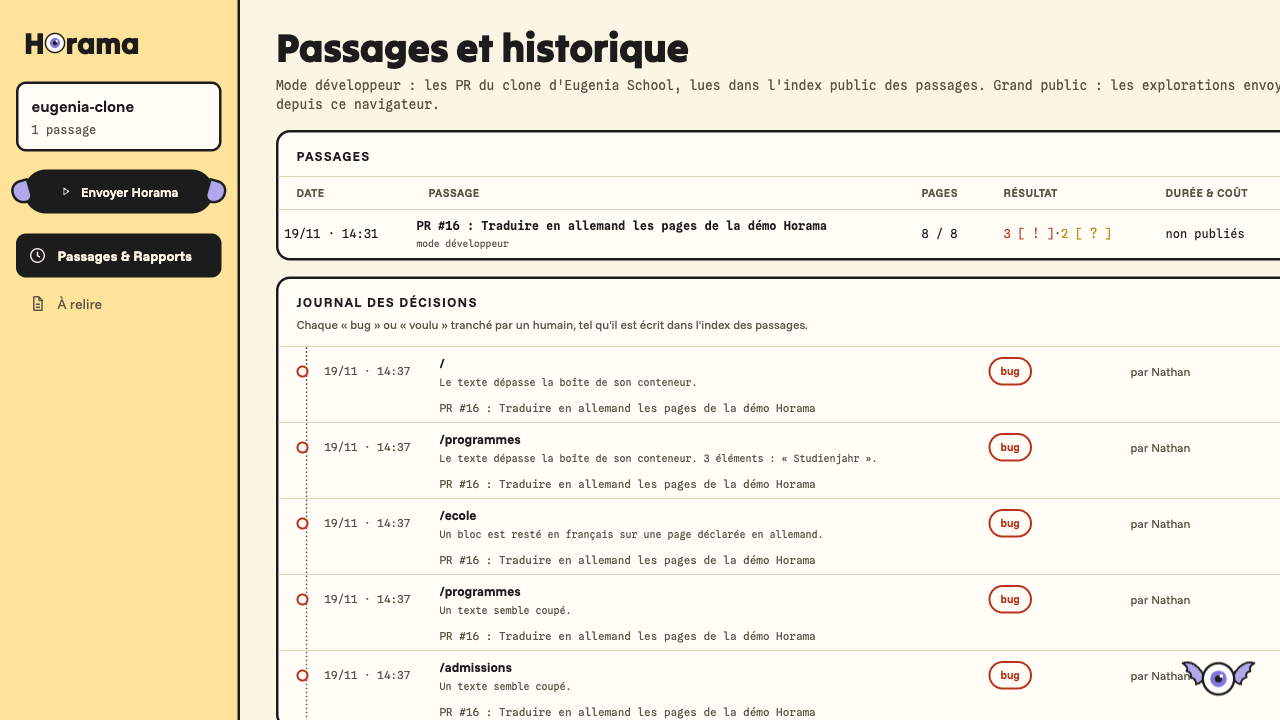 Horama
eugenia-clone
1 passage
Envoyer Horama
Passages & Rapports
À relire
Passages et historique
Mode développeur : les PR du clone d'Eugenia School, lues dans l'index public des passages. Grand public : les explorations envoy
depuis ce navigateur.
PASSAGES
DATE PASSAGE PAGES RÉSULTAT DURÉE & COÛT
19/11 · 14:31 PR #16 : Traduire en allemand les pages de la démo Horama 8 / 8 3 [ ! ]·2 [ ? ] non publiés
mode développeur
JOURNAL DES DÉCISIONS
Chaque « bug » ou « voulu » tranché par un humain, tel qu'il est écrit dans l'index des passages.
19/11 · 14:37 / bug par Nathan
Le texte dépasse la boîte de son conteneur.
PR #16 : Traduire en allemand les pages de la démo Horama
19/11 · 14:37 /programmes bug par Nathan
Le texte dépasse la boîte de son conteneur. 3 éléments : « Studienjahr ».
PR #16 : Traduire en allemand les pages de la démo Horama
19/11 · 14:37 /ecole bug par Nathan
Un bloc est resté en français sur une page déclarée en allemand.
PR #16 : Traduire en allemand les pages de la démo Horama
19/11 · 14:37 /programmes bug par Nathan
Un texte semble coupé.
PR #16 : Traduire en allemand les pages de la démo Horama
19/11 · 14:37 /admissions bug par Nathan
Un texte semble coupé.
PR #16 : Traduire en allemand les pages de la démo Horama